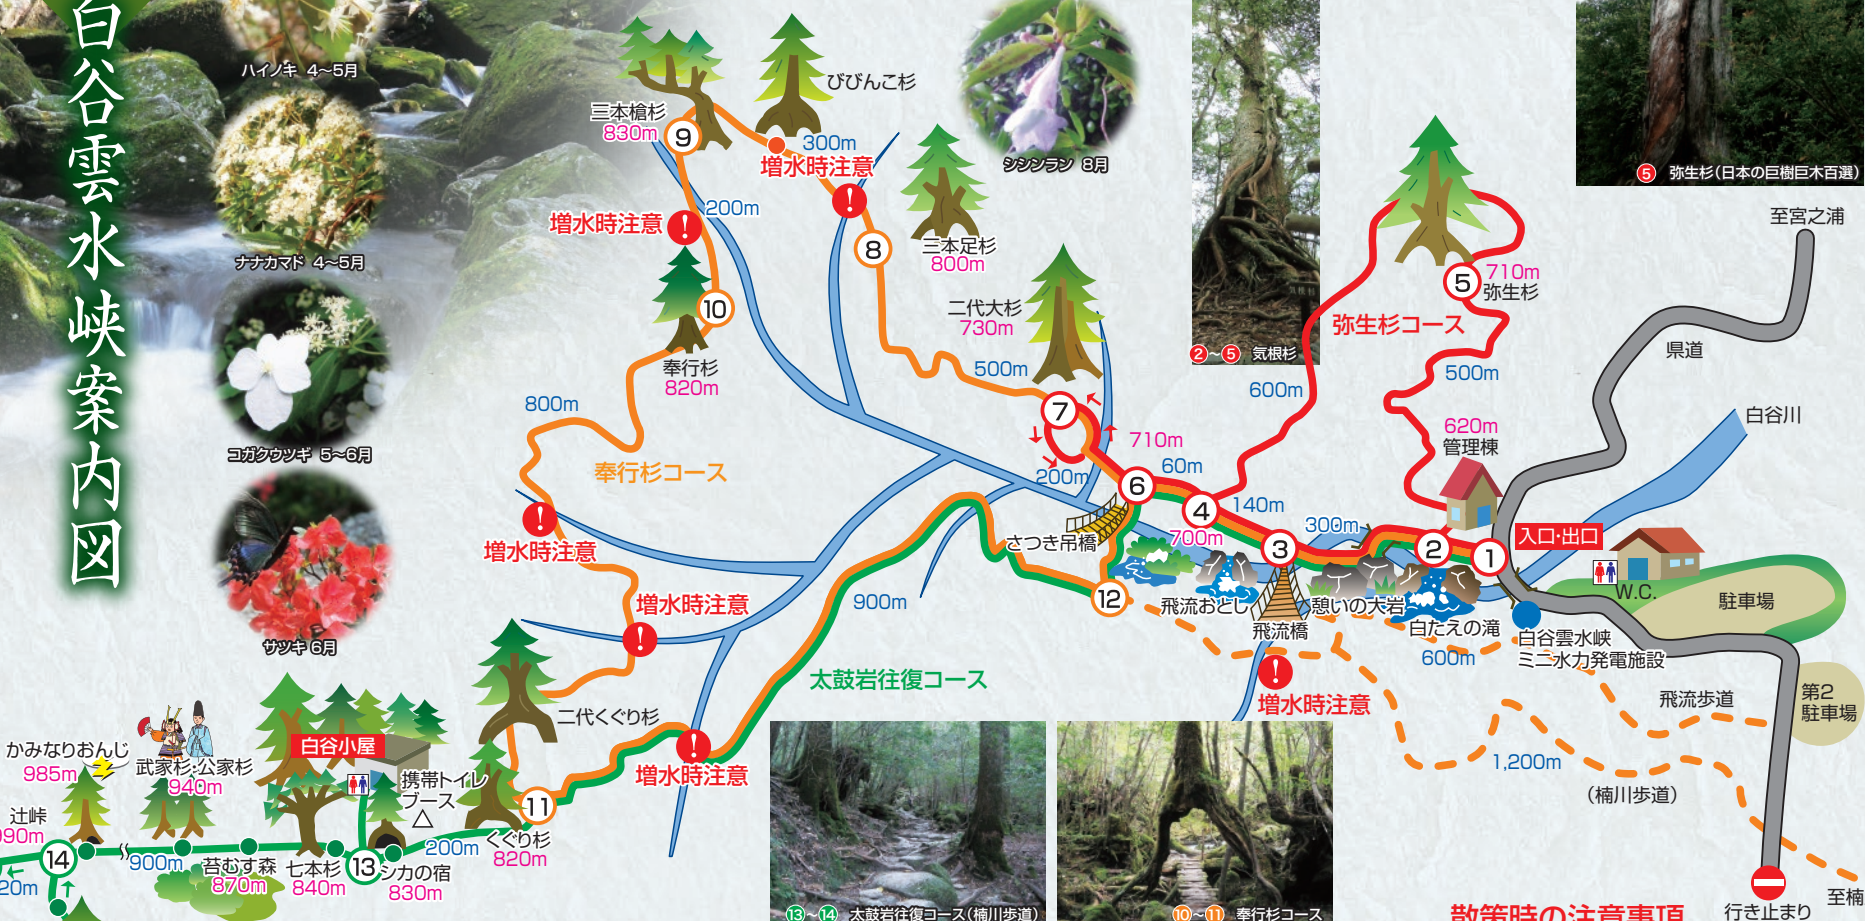 白谷雲水峡案内図
ハイノキ 4～5月
ナナカマド 4～5月
コガクウツギ 5～6月
サツキ 6月
三本槍杉
830m
9
びびんこ杉
300m
増水時注意
増水時注意
200m
8
三本足杉
800m
シシンラン 8月
10
奉行杉
820m
二代大杉
730m
500m
7
800m
奉行杉コース
710m
200m
60m
6
4
700m
140m
さつき吊橋
2～5 気根杉
5 弥生杉(日本の巨樹巨木百選)
5
710m
弥生杉
弥生杉コース
600m
500m
620m
管理棟
至宮之浦
県道
白谷川
入口・出口
W.C.
駐車場
300m
3
2
1
飛流おとし
飛流橋
憩いの大岩
白たえの滝
600m
白谷雲水峡
ミニ水力発電施設
12
増水時注意
増水時注意
増水時注意
900m
太鼓岩往復コース
増水時注意
飛流歩道
第2
駐車場
1,200m
(楠川歩道)
二代くぐり杉
増水時注意
11
くぐり杉
820m
200m
白谷小屋
携帯トイレ
ブース
かみなりおんじ
985m
武家杉・公家杉
940m
辻峠
990m
14
900m
苔むす森
870m
七本杉
840m
13
シカの宿
830m
20m
13～14 太鼓岩往復コース(楠川歩道)
10～11 奉行杉コース
行き止まり
至楠
散策時の注意事項